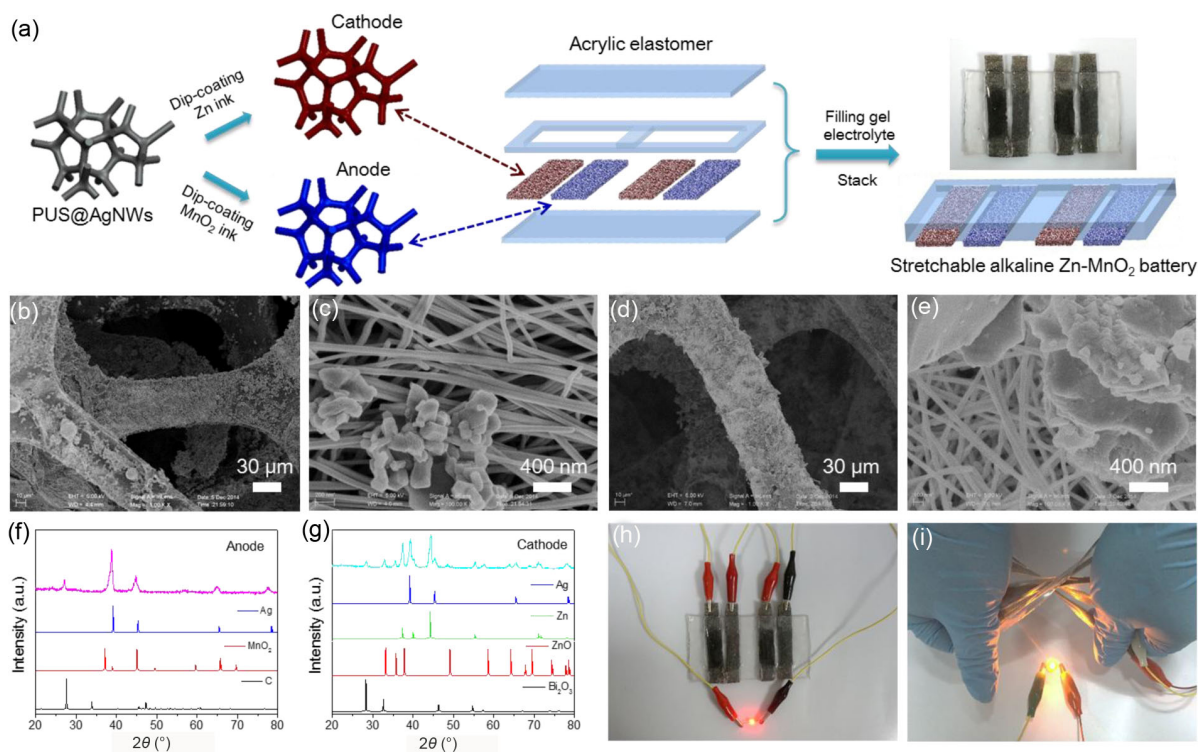 (a)
Cathode
Acrylic elastomer
Dip-coating
Zn ink
Filling gel
electrolyte
Stack
Anode
PUS@AgNWs
Dip-coating
MnO₂ ink
Stretchable alkaline Zn-MnO₂ battery
(b)
30 µm
(c)
400 nm
(d)
30 µm
(e)
400 nm
(f)
Anode
Intensity (a.u.)
Ag
MnO₂
C
20 30 40 50 60 70 80
2θ (°)
(g)
Cathode
Intensity (a.u.)
Ag
Zn
ZnO
Bi₂O₃
20 30 40 50 60 70 80
2θ (°)
(h)
(i)